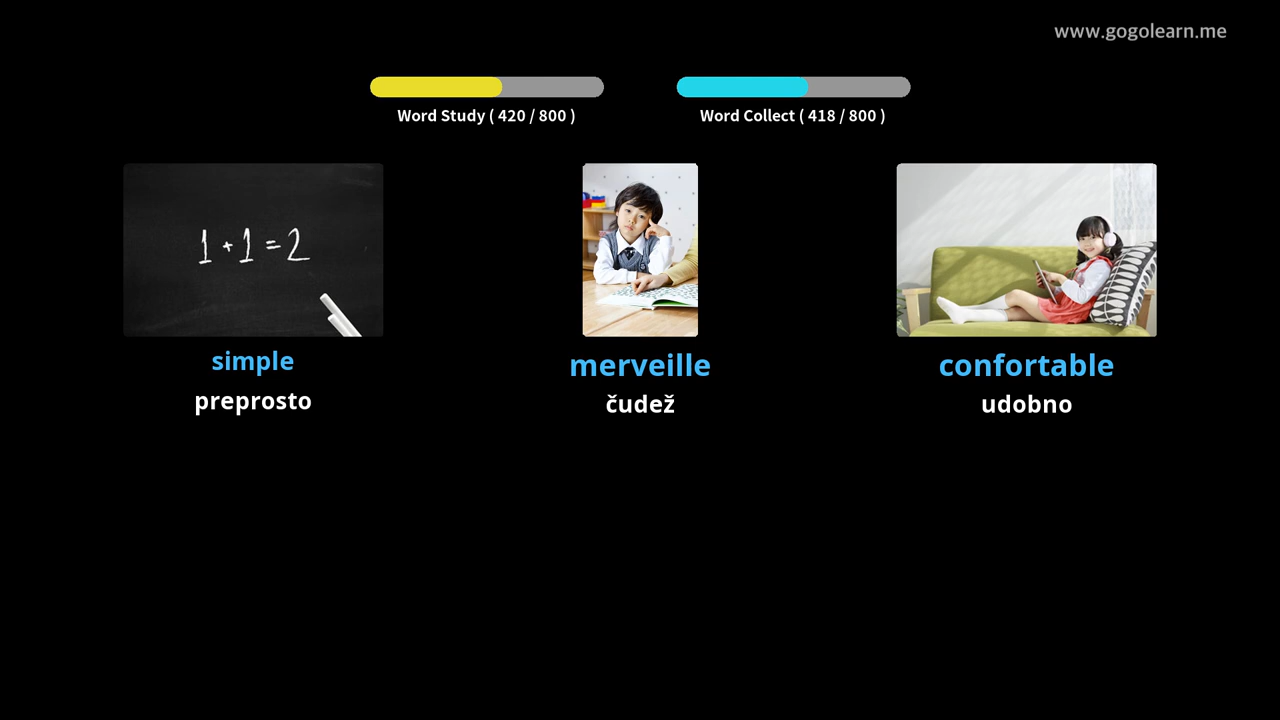 www.gogolearn.me
Word Study ( 420 / 800 )
Word Collect ( 418 / 800 )
1 + 1 = 2
simple
preprosto
merveille
čudež
confortable
udobno